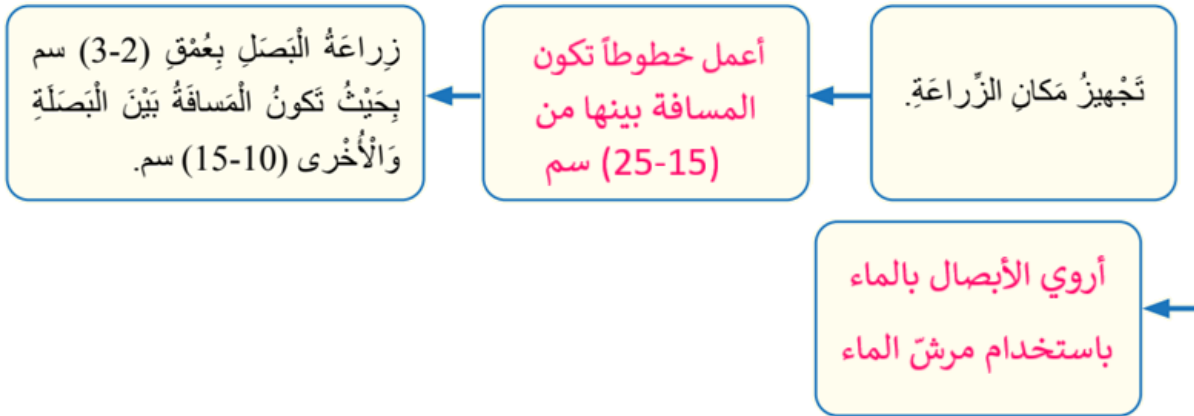 تَجْهيزُ مَكانِ الزِّراعَةِ.
أعمل خطوطاً تكون
المسافة بينها من
(15-25) سم
زِراعَةُ الْبَصَلِ بِعُمْقِ (2-3) سم
بِحَيْثُ تَكونُ الْمَسافَةُ بَيْنَ الْبَصَلَةِ
وَالْأُخْرى (10-15) سم.
أروي الأبصال بالماء
باستخدام مرشّ الماء